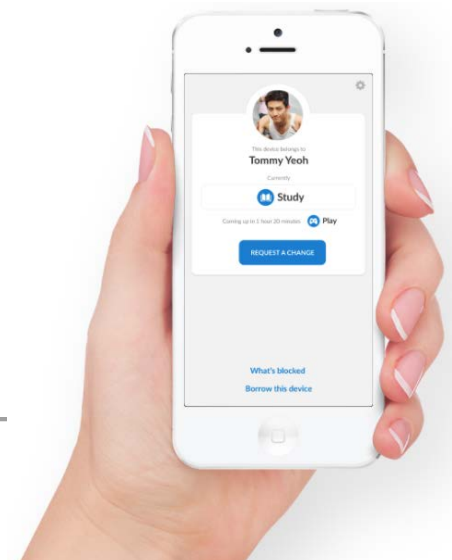 This device belongs to
Tommy Yeoh
Currently
Study
Coming up in 1 hour 20 minutes Play
REQUEST A CHANGE
What's blocked
Borrow this device